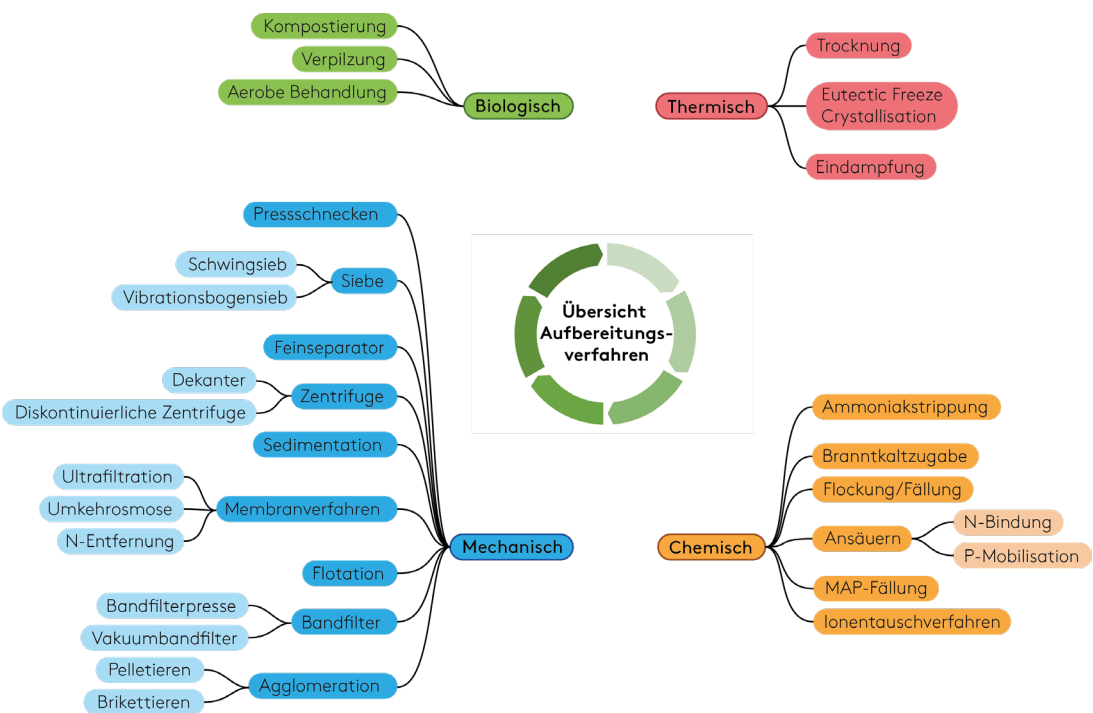 Kompostierung
Verpilzung
Aerobe Behandlung
Biologisch
Thermisch
Trocknung
Eutectic Freeze
Crystallisation
Eindampfung
Pressschnecken
Schwingsieb
Vibrationsbogensieb
Siebe
Feinseparator
Dekanter
Diskontinuierliche Zentrifuge
Zentrifuge
Sedimentation
Ultrafiltration
Umkehrosmose
N-Entfernung
Membranverfahren
Flotation
Bandfilterpresse
Vakuumbandfilter
Bandfilter
Pelletieren
Brikettieren
Agglomeration
Mechanisch
Übersicht
Aufbereitungs-
verfahren
Chemisch
Ammoniakstrippung
Branntkaltzugabe
Flockung/Fällung
Ansäuern
N-Bindung
P-Mobilisation
MAP-Fällung
Ionentauschverfahren